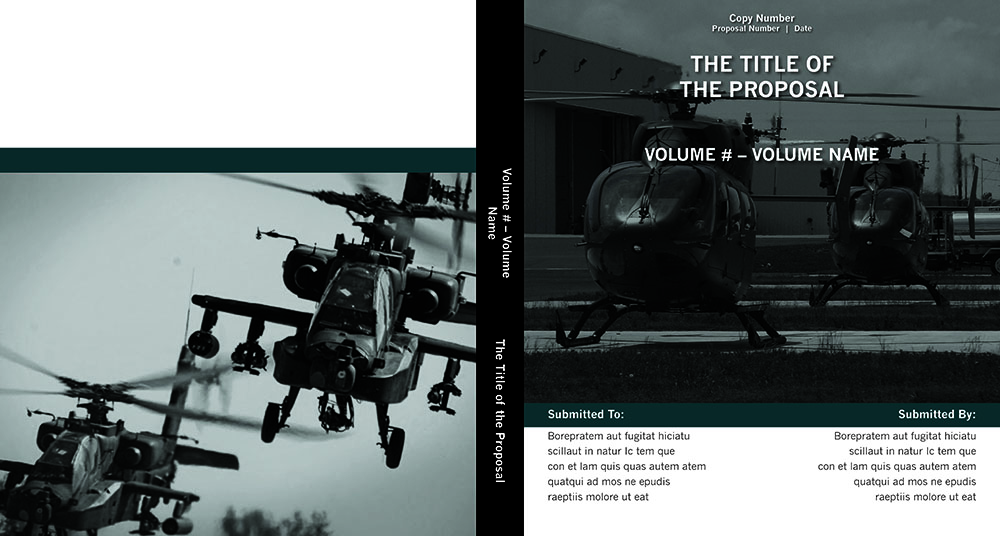 Volume # – Volume
Name
The Title of the Proposal
Copy Number
Proposal Number | Date
THE TITLE OF
THE PROPOSAL
VOLUME # – VOLUME NAME
Submitted To:
Borepratem aut fugitat hiciatu
scillaut in natur Ic tem que
con et lam quis quas autem atem
quatqui ad mos ne epudis
raeptiis molore ut eat
Submitted By:
Borepratem aut fugitat hiciatu
scillaut in natur Ic tem que
con et lam quis quas autem atem
quatqui ad mos ne epudis
raeptiis molore ut eat